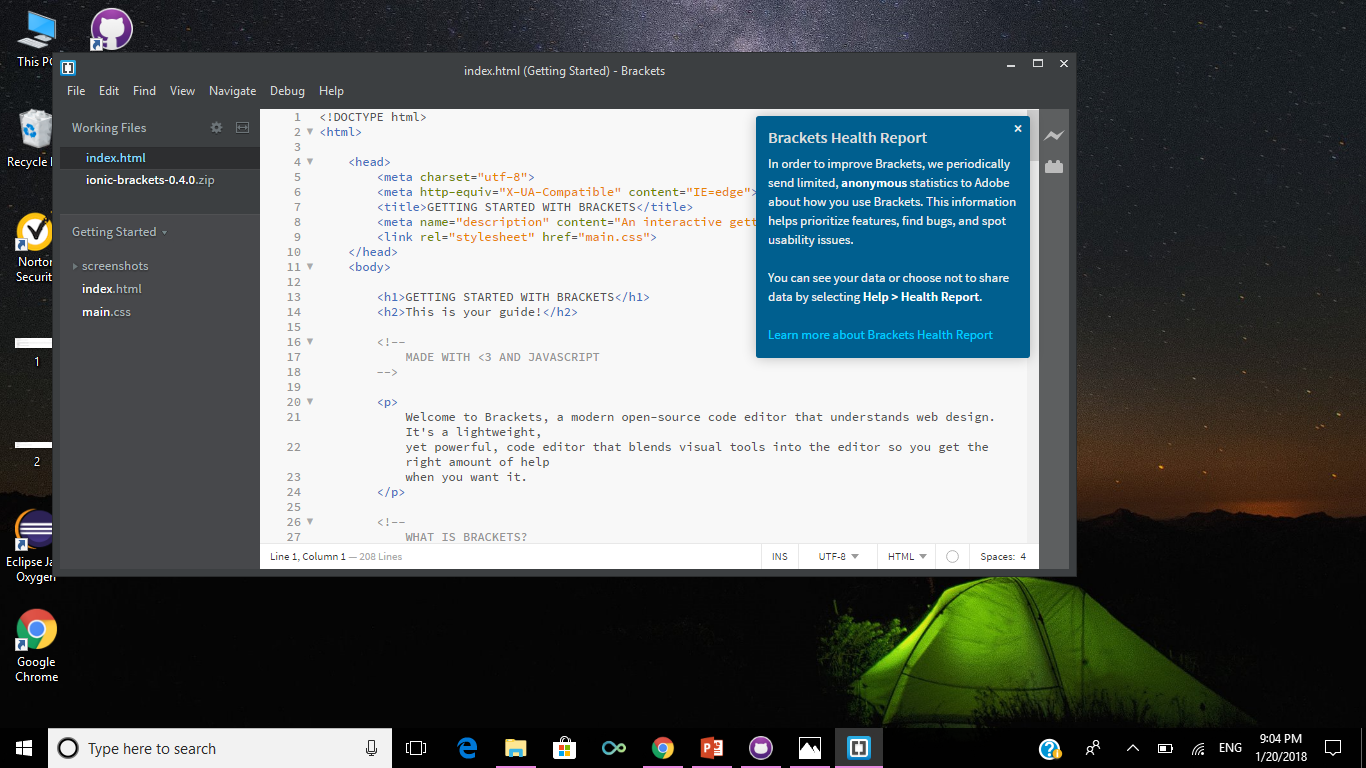 This PC
Recycle
Norton
Security
1
2
Eclipse Ja
Oxygen
Google
Chrome
index.html (Getting Started) - Brackets
File Edit Find View Navigate Debug Help
Working Files
index.html
ionic-brackets-0.4.0.zip
Getting Started
screenshots
index.html
main.css
1 <!DOCTYPE html>
2 <html>
3
4 <head>
5 <meta charset="utf-8">
6 <meta http-equiv="X-UA-Compatible" content="IE=edge">
7 <title>GETTING STARTED WITH BRACKETS</title>
8 <meta name="description" content="An interactive gett
9 <link rel="stylesheet" href="main.css">
10 </head>
11 <body>
12
13 <h1>GETTING STARTED WITH BRACKETS</h1>
14 <h2>This is your guide!</h2>
15
16 <!--
17 MADE WITH <3 AND JAVASCRIPT
18 -->
19
20 <p>
21 Welcome to Brackets, a modern open-source code editor that understands web design.
It's a lightweight,
22 yet powerful, code editor that blends visual tools into the editor so you get the
right amount of help
23 when you want it.
24 </p>
25
26 <!--
27 WHAT IS BRACKETS?
Brackets Health Report
In order to improve Brackets, we periodically
send limited, anonymous statistics to Adobe
about how you use Brackets. This information
helps prioritize features, find bugs, and spot
usability issues.
You can see your data or choose not to share
data by selecting Help > Health Report.
Learn more about Brackets Health Report
Line 1, Column 1 — 208 Lines
INS UTF-8 HTML Spaces: 4
Type here to search
ENG
9:04 PM
1/20/2018